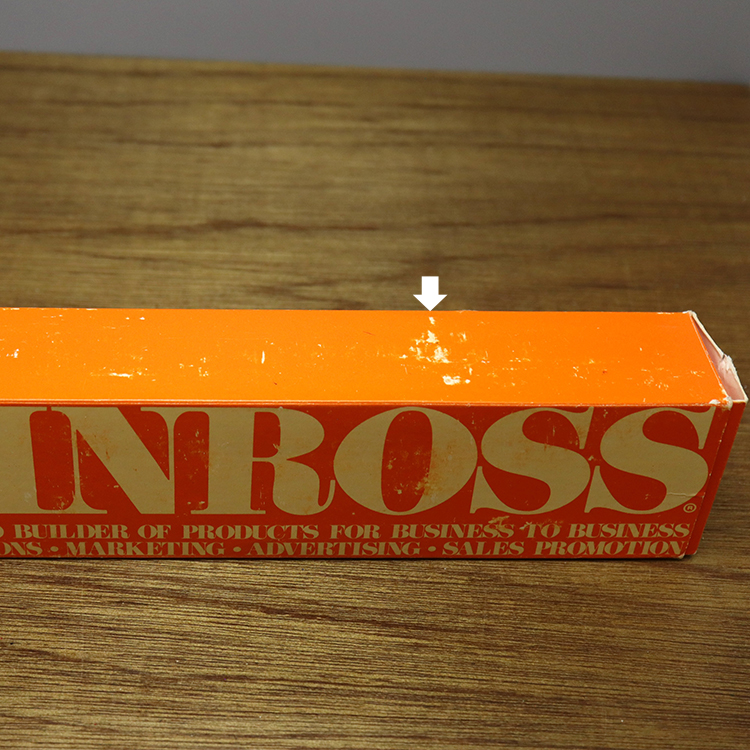 NROSS®
BUILDER OF PRODUCTS FOR BUSINESS TO BUSINESS
MARKETING • ADVERTISING • SALES PROMOTION